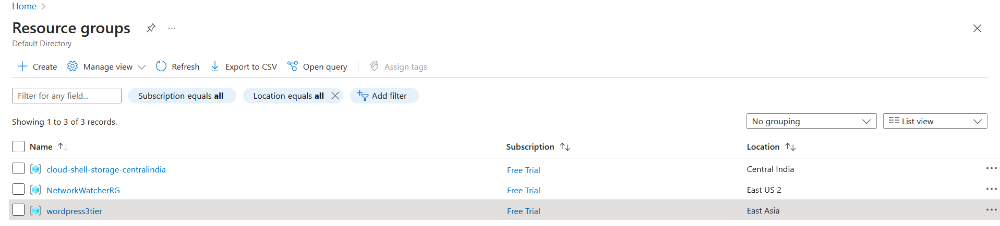 Home
Resource groups
Default Directory
Create Manage view Refresh Export to CSV Open query Assign tags
Filter for any field... Subscription equals all Location equals all Add filter
Showing 1 to 3 of 3 records. No grouping List view
Name Subscription Location
cloud-shell-storage-centralindia Free Trial Central India
NetworkWatcherRG Free Trial East US 2
wordpress3tier Free Trial East Asia